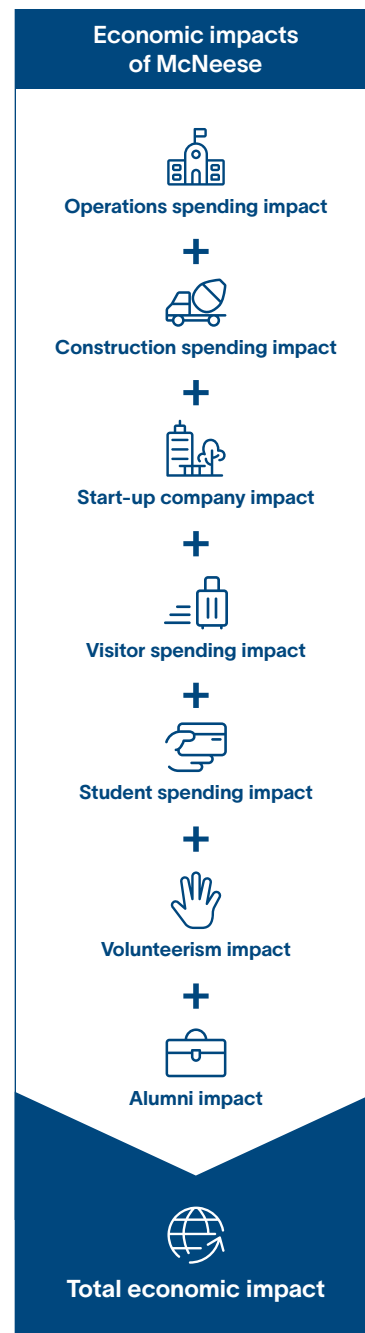 Economic impacts
of McNeese
Operations spending impact
+
Construction spending impact
+
Start-up company impact
+
Visitor spending impact
+
Student spending impact
+
Volunteerism impact
+
Alumni impact
Total economic impact